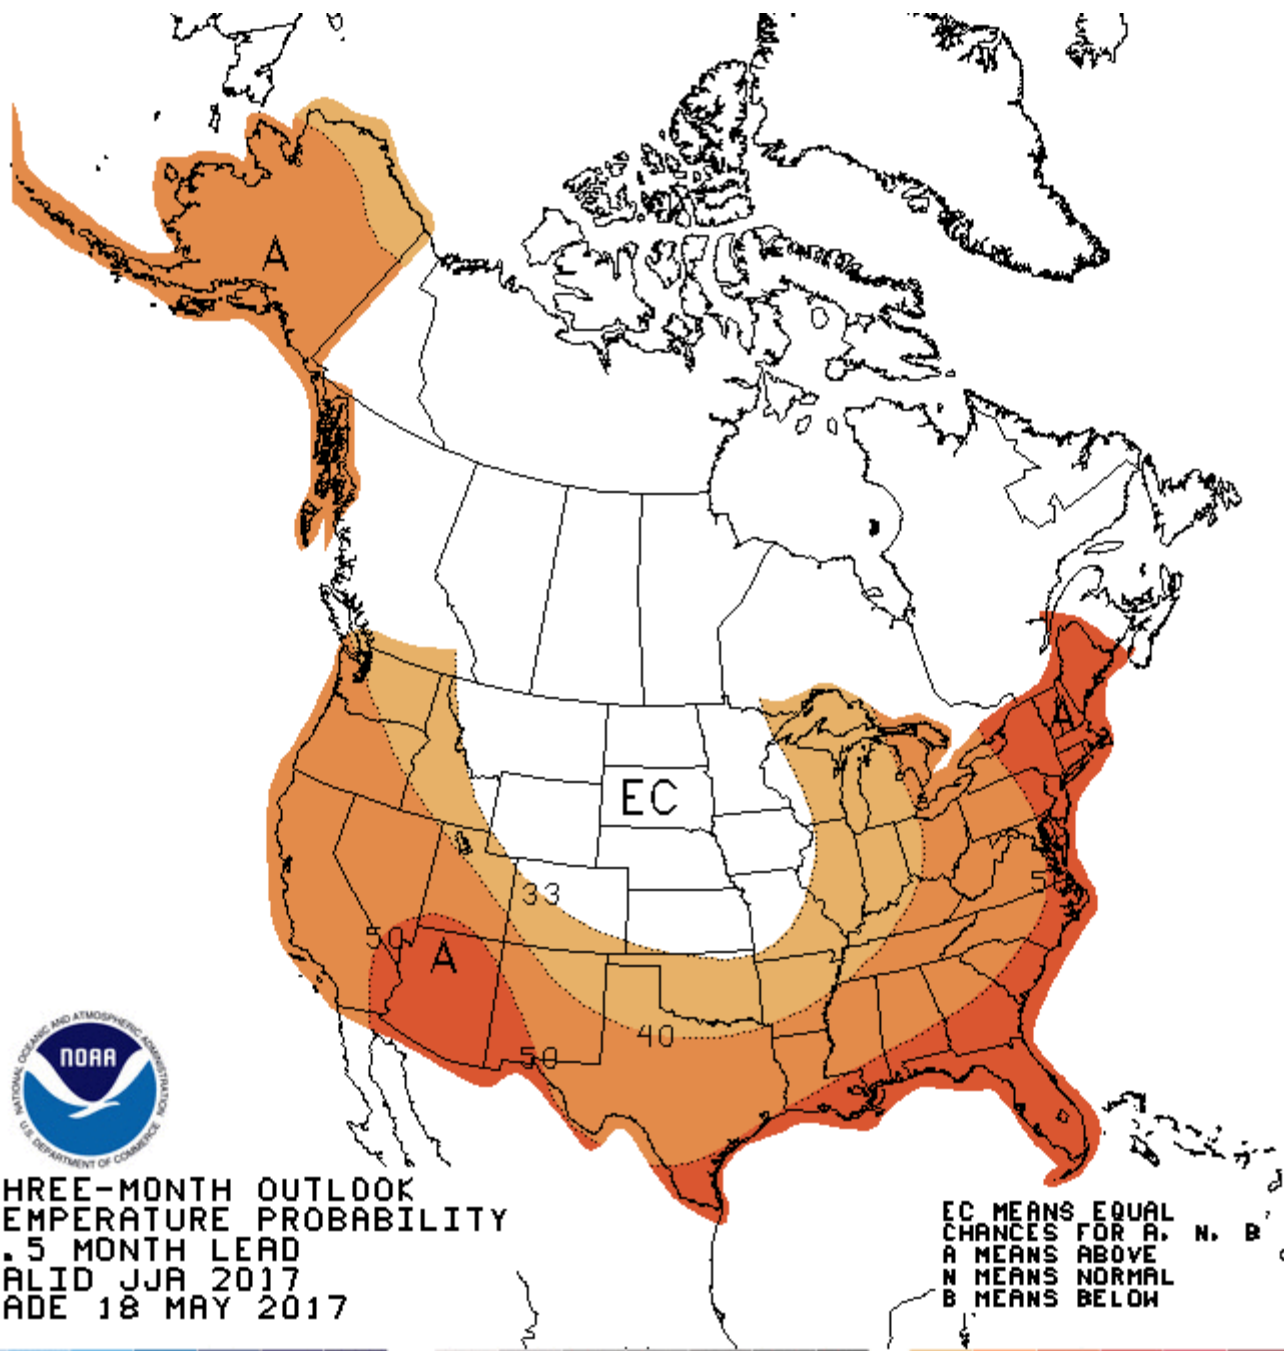 A
A
EC
33
50
A
5
40
50
NATIONAL OCEANIC AND ATMOSPHERIC ADMINISTRATION
NOAA
U.S. DEPARTMENT OF COMMERCE
HREE-MONTH OUTLOOK
EMPERATURE PROBABILITY
.5 MONTH LEAD
ALID JJA 2017
ADE 18 MAY 2017
EC MEANS EQUAL
CHANCES FOR A, N, B
A MEANS ABOVE
N MEANS NORMAL
B MEANS BELOW